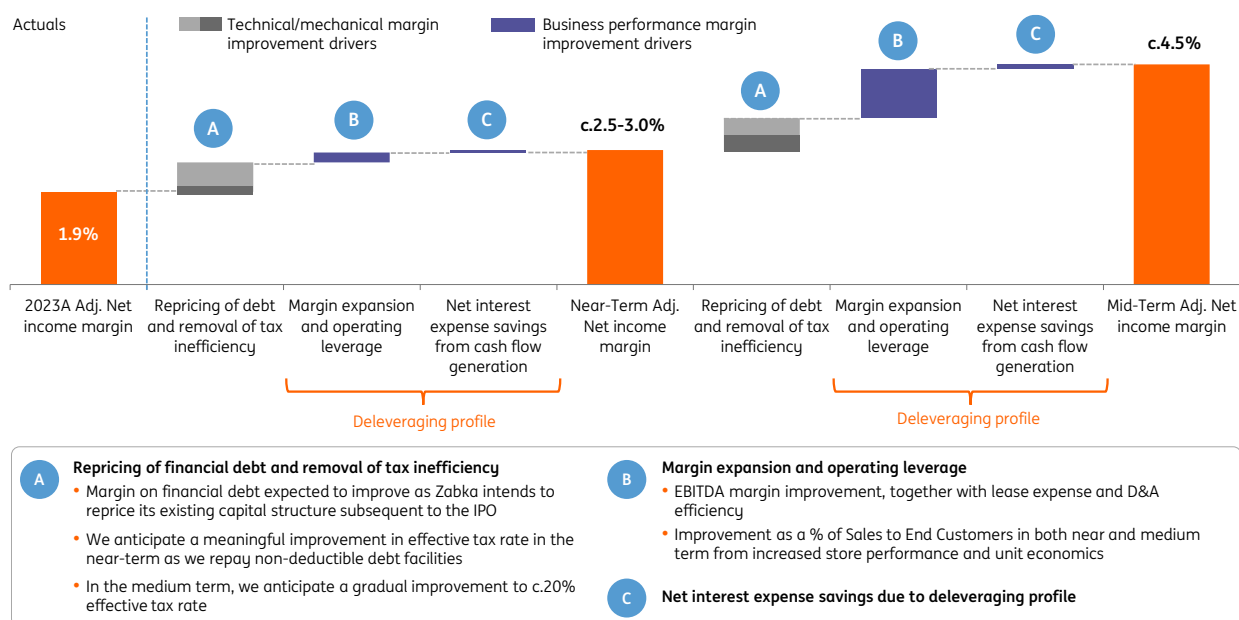 Actuals
Technical/mechanical margin
improvement drivers
Business performance margin
improvement drivers
A
B
C
c.2.5-3.0%
A
B
C
c.4.5%
1.9%
2023A Adj. Net
income margin
Repricing of debt
and removal of tax
inefficiency
Margin expansion
and operating
leverage
Net interest
expense savings
from cash flow
generation
Near-Term Adj.
Net income
margin
Repricing of debt
and removal of tax
inefficiency
Margin expansion
and operating
leverage
Net interest
expense savings
from cash flow
generation
Mid-Term Adj. Net
income margin
Deleveraging profile
Deleveraging profile
A
Repricing of financial debt and removal of tax inefficiency
• Margin on financial debt expected to improve as Zabka intends to
reprice its existing capital structure subsequent to the IPO
• We anticipate a meaningful improvement in effective tax rate in the
near-term as we repay non-deductible debt facilities
• In the medium term, we anticipate a gradual improvement to c.20%
effective tax rate
B
Margin expansion and operating leverage
• EBITDA margin improvement, together with lease expense and D&A
efficiency
• Improvement as a % of Sales to End Customers in both near and medium
term from increased store performance and unit economics
C
Net interest expense savings due to deleveraging profile